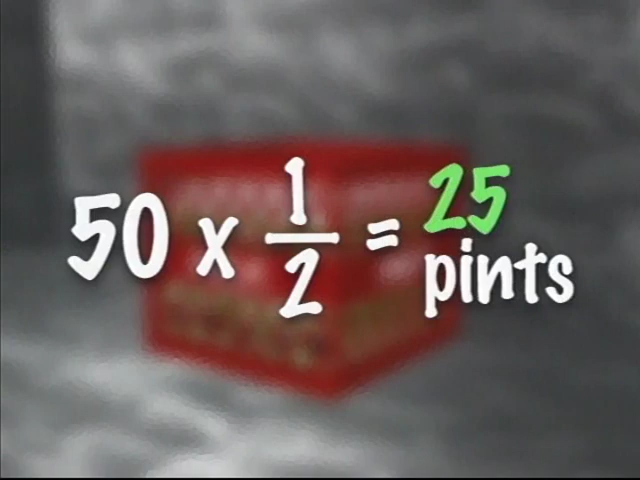 50 x 1/2 = 25
pints